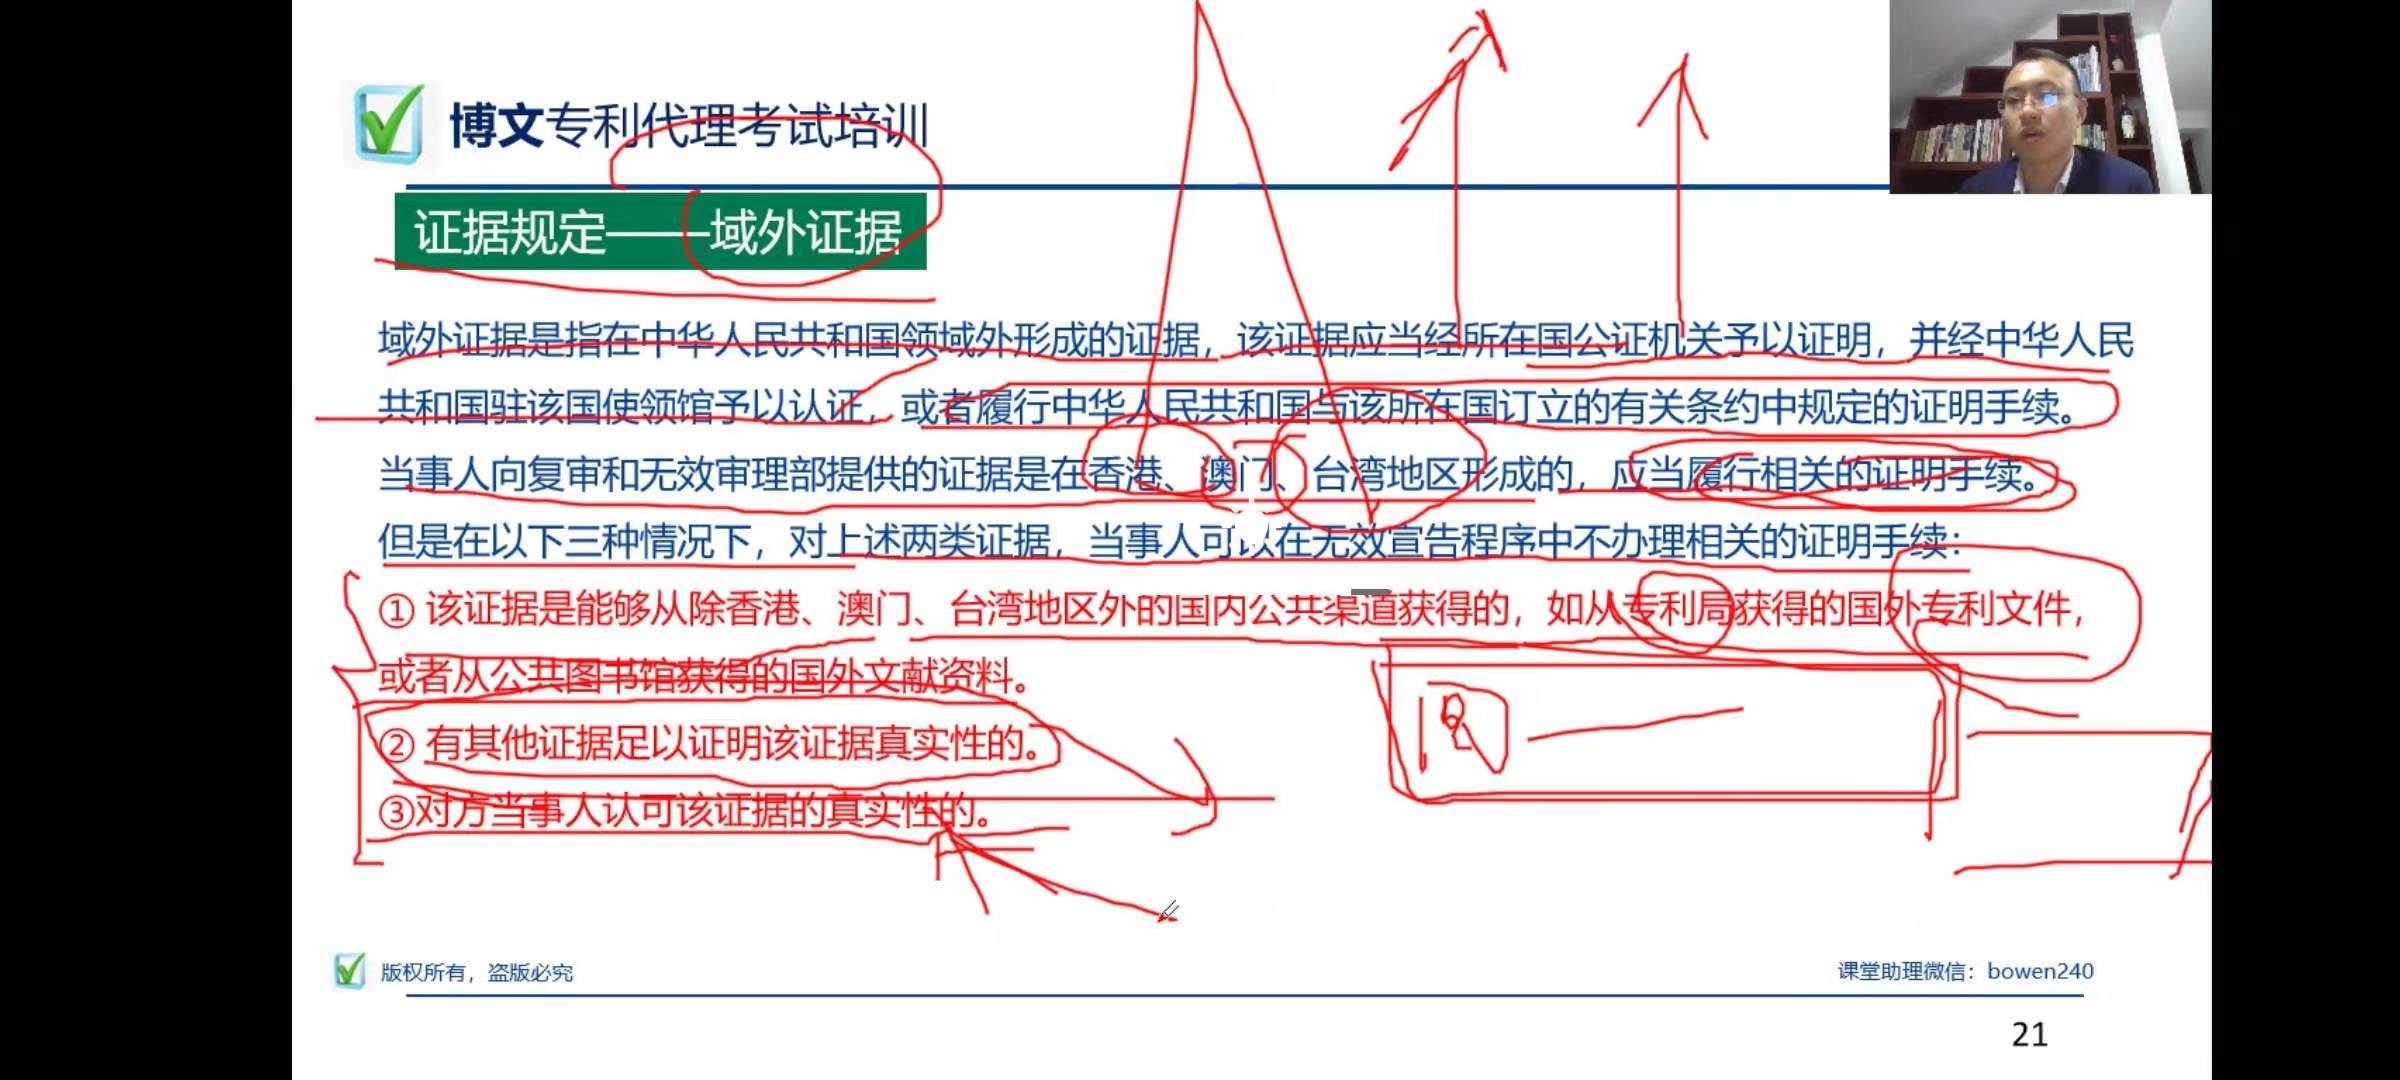 博文专利代理考试培训
证据规定——域外证据
域外证据是指在中华人民共和国领域外形成的证据，该证据应当经所在国公证机关予以证明，并经中华人民
共和国驻该国使领馆予以认证，或者履行中华人民共和国与该所在国订立的有关条约中规定的证明手续。
当事人向复审和无效审理部提供的证据是在香港、澳门、台湾地区形成的，应当履行相关的证明手续。
但是在以下三种情况下，对上述两类证据，当事人可以在无效宣告程序中不办理相关的证明手续：
① 该证据是能够从除香港、澳门、台湾地区外的国内公共渠道获得的，如从专利局获得的国外专利文件，
或者从公共图书馆获得的国外文献资料。
② 有其他证据足以证明该证据真实性的。
③对方当事人认可该证据的真实性的。
版权所有，盗版必究
课堂助理微信：bowen240
21